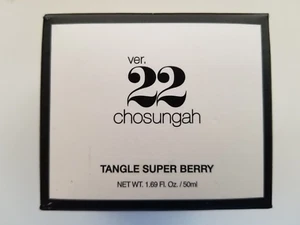 ver.
22
chosungah
TANGLE SUPER BERRY
NET WT. 1.69 Fl. Oz. / 50ml